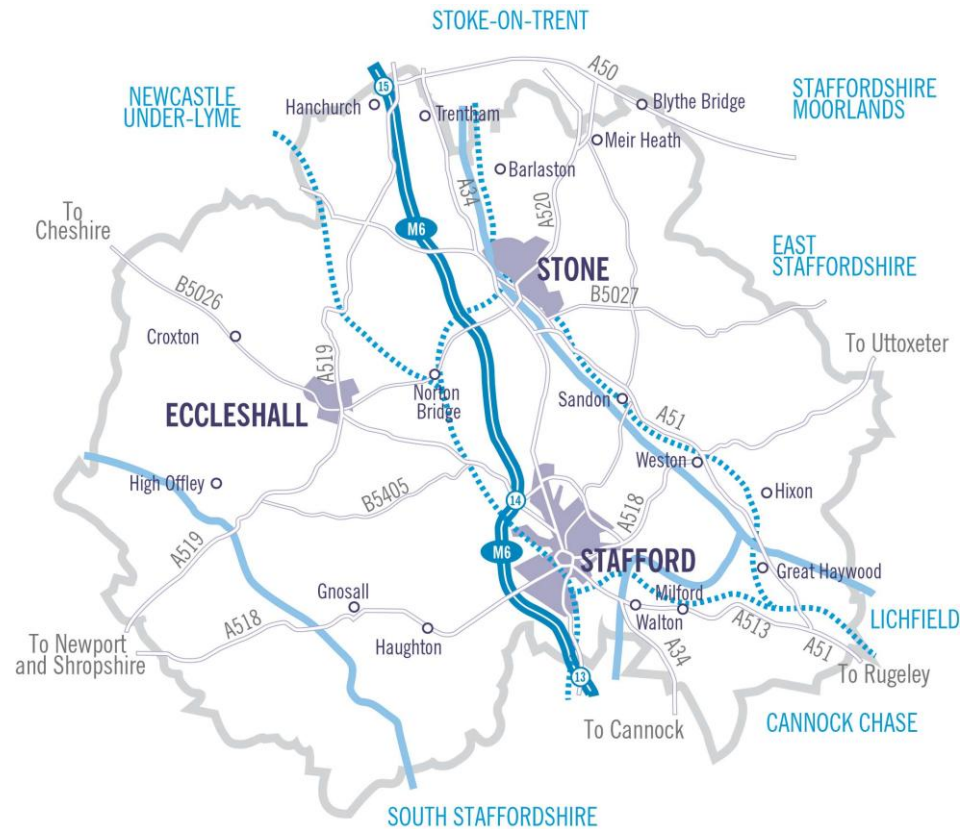 STOKE-ON-TRENT
A50
15
NEWCASTLE
UNDER-LYME
STAFFORDSHIRE
MOORLANDS
Hanchurch
Trentham
Blythe Bridge
Meir Heath
Barlaston
A34
A520
To
Cheshire
M6
EAST
STAFFORDSHIRE
STONE
B5026
B5027
Croxton
A519
To Uttoxeter
Norton
Bridge
ECCLESHALL
Sandon
A51
Weston
High Offley
Hixon
B5405
14
A518
A519
M6
STAFFORD
Great Haywood
Gnosall
Milford
Walton
LICHFIELD
A518
Haughton
A513
To Newport
and Shropshire
A34
A51
13
To Rugeley
To Cannock
CANNOCK CHASE
SOUTH STAFFORDSHIRE